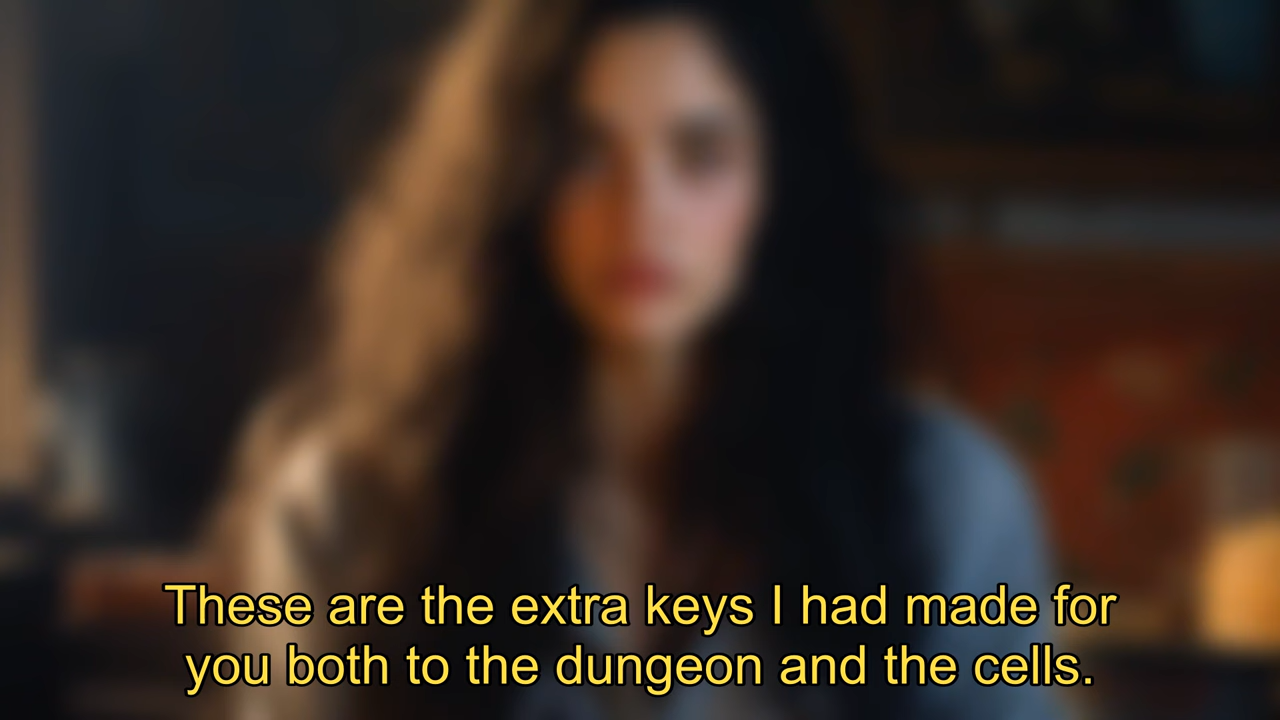 These are the extra keys I had made for
you both to the dungeon and the cells.